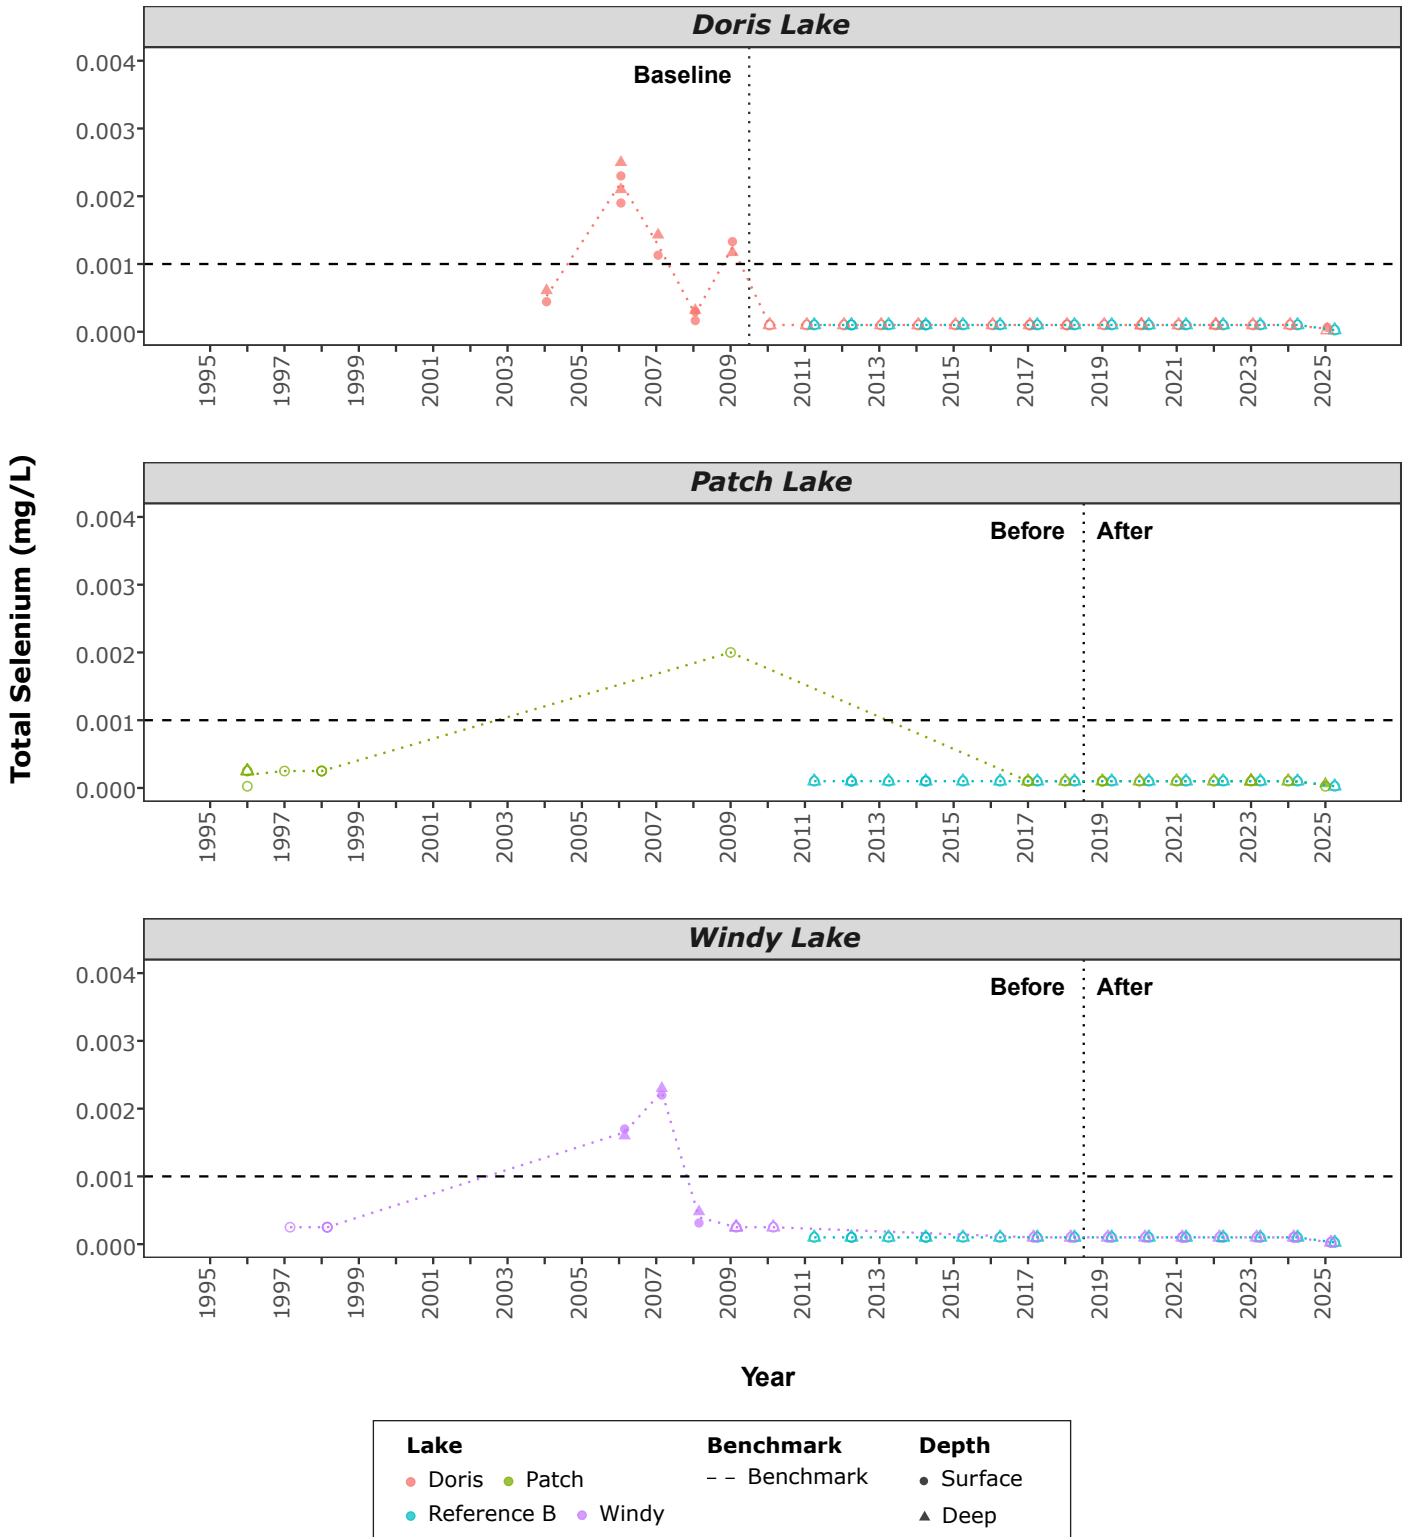 Doris Lake
Baseline
0.004
0.003
0.002
0.001
0.000
1995 1997 1999 2001 2003 2005 2007 2009 2011 2013 2015 2017 2019 2021 2023 2025
Total Selenium (mg/L)
Patch Lake
Before After
0.004
0.003
0.002
0.001
0.000
1995 1997 1999 2001 2003 2005 2007 2009 2011 2013 2015 2017 2019 2021 2023 2025
Windy Lake
Before After
0.004
0.003
0.002
0.001
0.000
1995 1997 1999 2001 2003 2005 2007 2009 2011 2013 2015 2017 2019 2021 2023 2025
Year
Lake Benchmark Depth
Doris Patch Benchmark Surface
Reference B Windy Deep